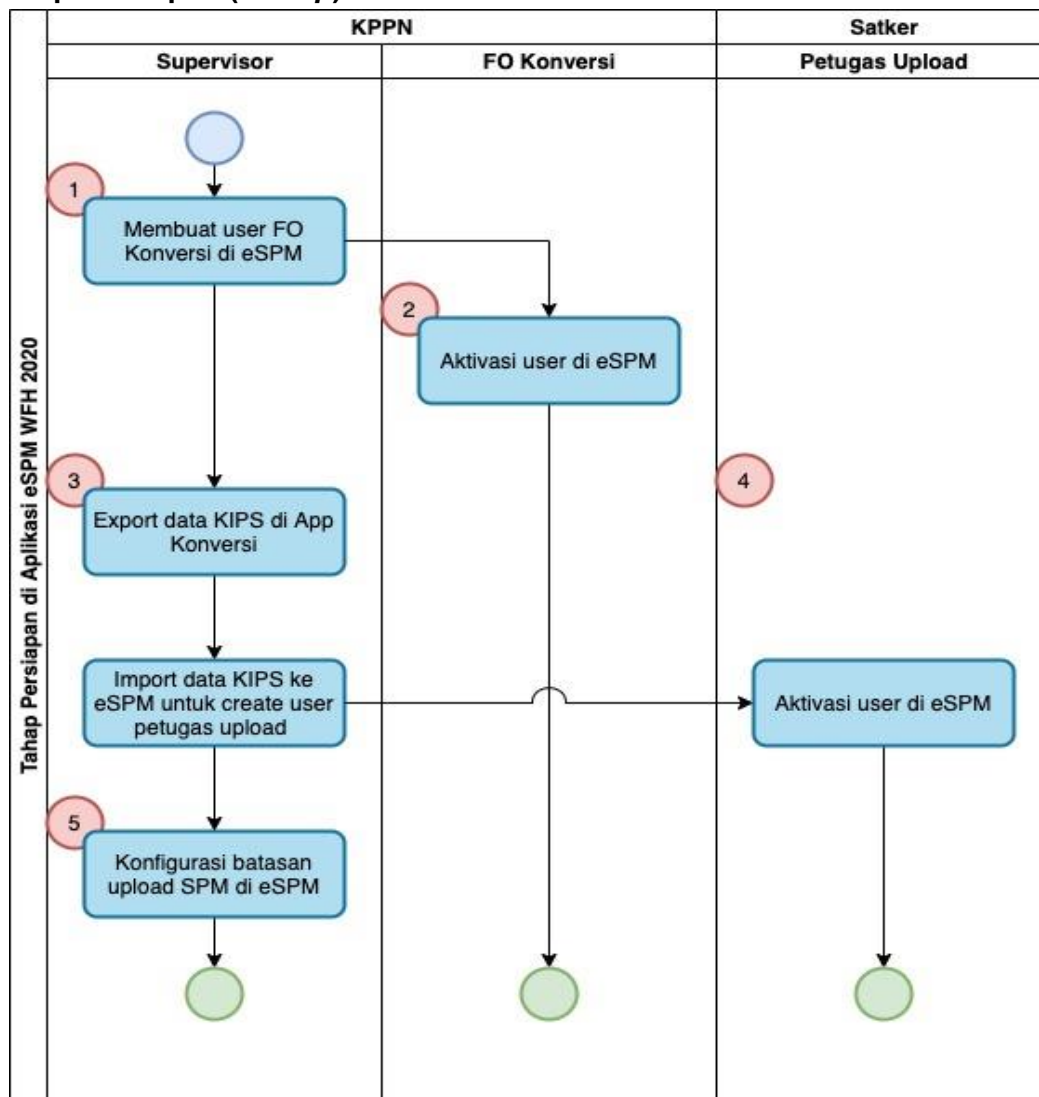 KPPN
Satker
Supervisor
FO Konversi
Petugas Upload
Tahap Persiapan di Aplikasi eSPM WFH 2020
1
Membuat user FO
Konversi di eSPM
2
Aktivasi user di eSPM
3
Export data KIPS di App
Konversi
4
Import data KIPS ke
eSPM untuk create user
petugas upload
Aktivasi user di eSPM
5
Konfigurasi batasan
upload SPM di eSPM